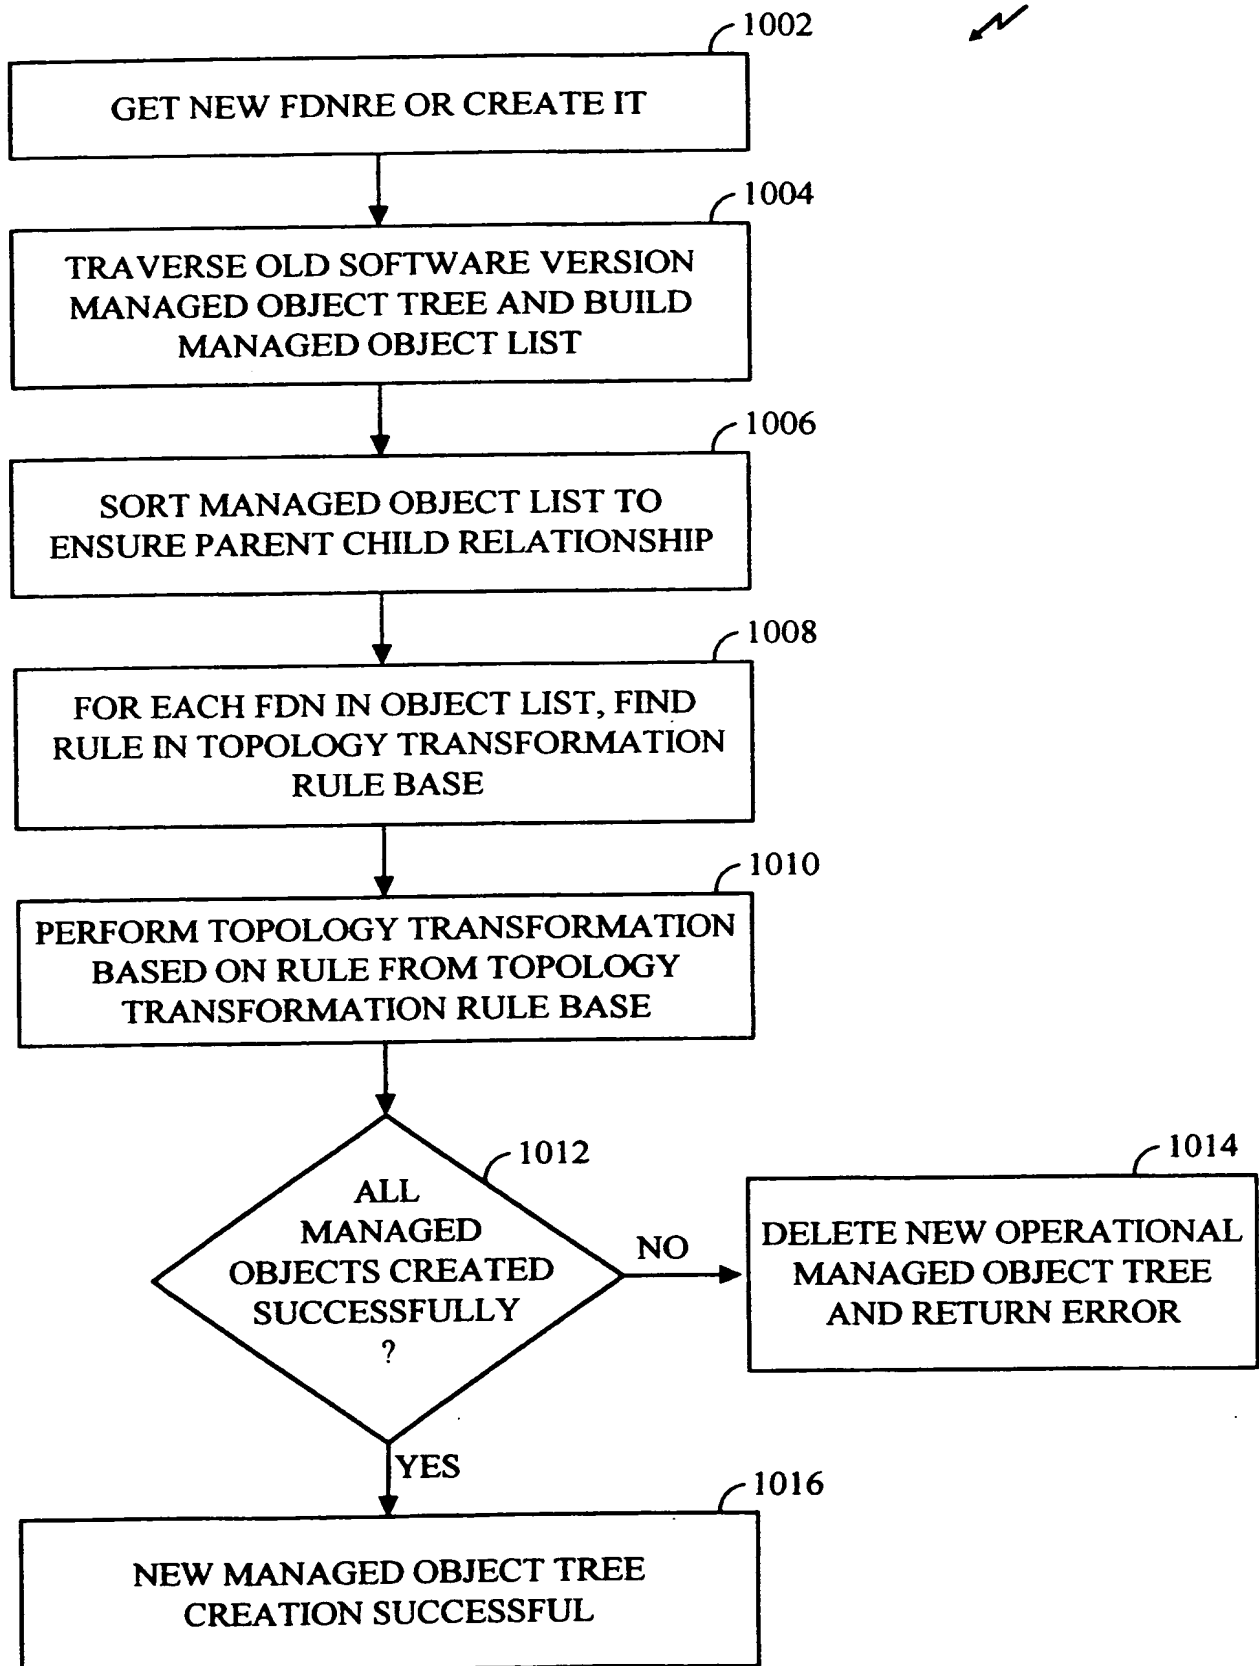 1002
GET NEW FDNRE OR CREATE IT
1004
TRAVERSE OLD SOFTWARE VERSION
MANAGED OBJECT TREE AND BUILD
MANAGED OBJECT LIST
1006
SORT MANAGED OBJECT LIST TO
ENSURE PARENT CHILD RELATIONSHIP
1008
FOR EACH FDN IN OBJECT LIST, FIND
RULE IN TOPOLOGY TRANSFORMATION
RULE BASE
1010
PERFORM TOPOLOGY TRANSFORMATION
BASED ON RULE FROM TOPOLOGY
TRANSFORMATION RULE BASE
1012
ALL
MANAGED
OBJECTS CREATED
SUCCESSFULLY
?
NO
1014
DELETE NEW OPERATIONAL
MANAGED OBJECT TREE
AND RETURN ERROR
YES
1016
NEW MANAGED OBJECT TREE
CREATION SUCCESSFUL